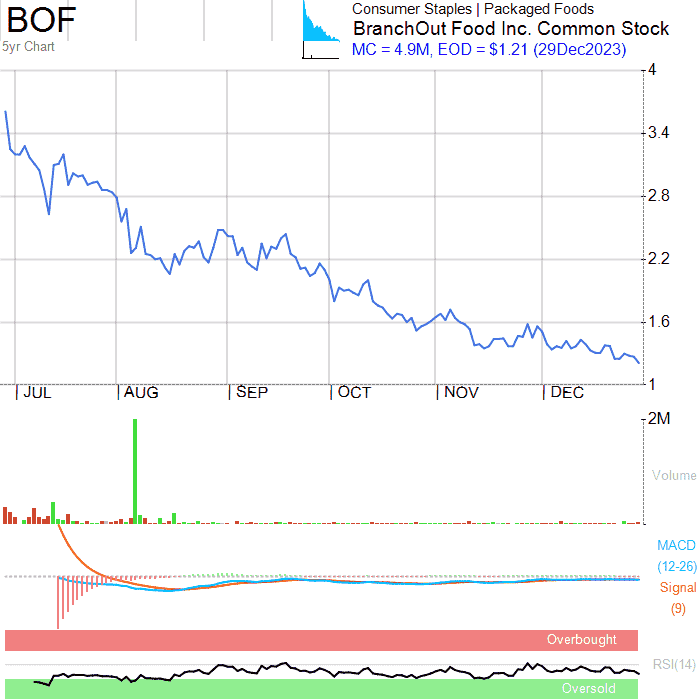 BOF
5yr Chart
Consumer Staples | Packaged Foods
BranchOut Food Inc. Common Stock
MC = 4.9M, EOD = $1.21 (29Dec2023)
4
3.4
2.8
2.2
1.6
1
JUL AUG SEP OCT NOV DEC
2M
Volume
MACD
(12-26)
Signal
(9)
Overbought
RSI(14)
Oversold